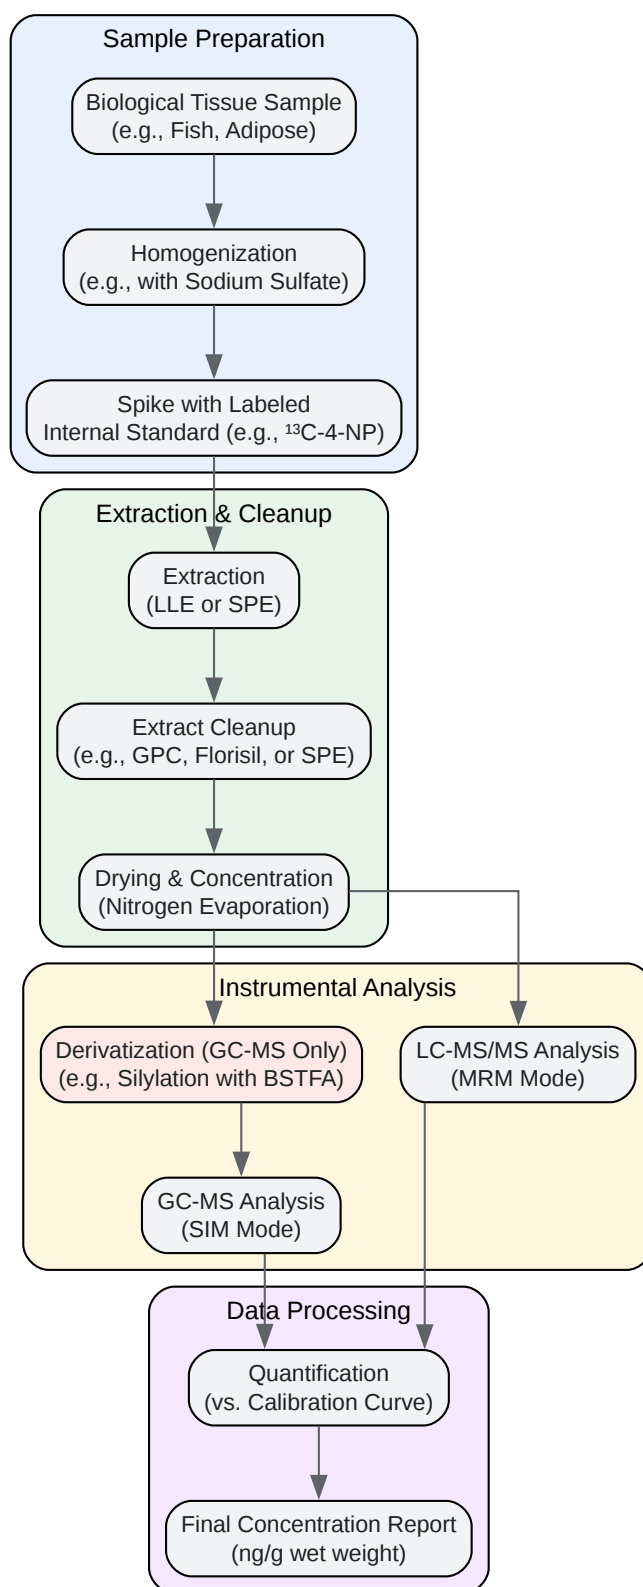 Sample Preparation
Biological Tissue Sample
(e.g., Fish, Adipose)
Homogenization
(e.g., with Sodium Sulfate)
Spike with Labeled
Internal Standard (e.g., ¹³C-4-NP)
Extraction & Cleanup
Extraction
(LLE or SPE)
Extract Cleanup
(e.g., GPC, Florisil, or SPE)
Drying & Concentration
(Nitrogen Evaporation)
Instrumental Analysis
Derivatization (GC-MS Only)
(e.g., Silylation with BSTFA)
LC-MS/MS Analysis
(MRM Mode)
GC-MS Analysis
(SIM Mode)
Data Processing
Quantification
(vs. Calibration Curve)
Final Concentration Report
(ng/g wet weight)